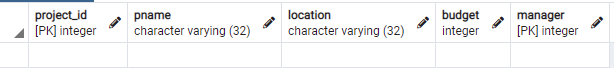 project_id pname location budget manager
[PK] integer character varying (32) character varying (32) integer [PK] integer